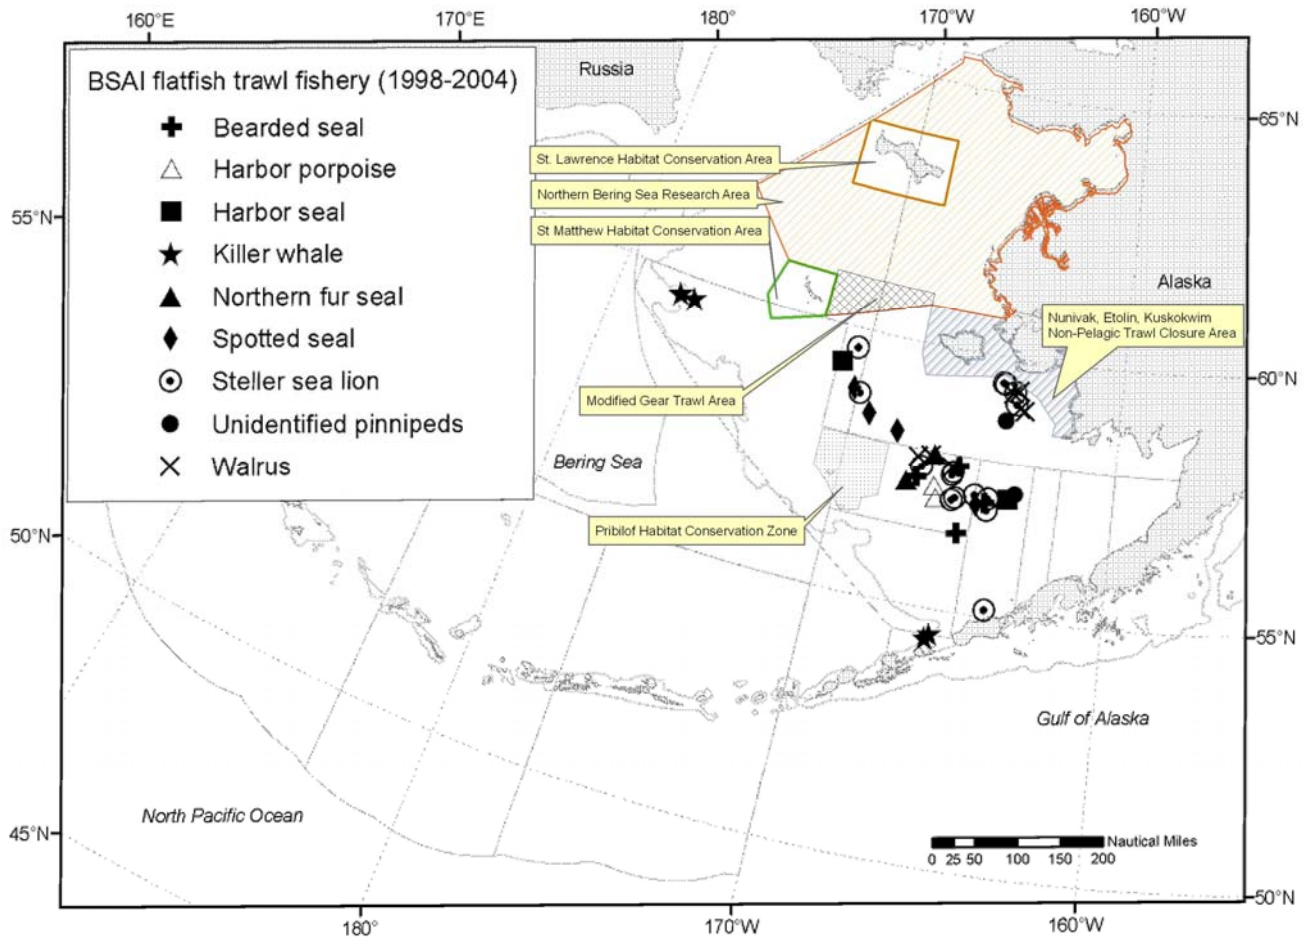 160°E
170°E
180°
170°W
160°W
BSAI flatfish trawl fishery (1998-2004)
Bearded seal
Harbor porpoise
Harbor seal
Killer whale
Northern fur seal
Spotted seal
Steller sea lion
Unidentified pinnipeds
Walrus
Russia
65°N
St. Lawrence Habitat Conservation Area
Northern Bering Sea Research Area
St Matthew Habitat Conservation Area
55°N
Alaska
Nunivak, Etolin, Kuskokwim
Non-Pelagic Trawl Closure Area
60°N
Modified Gear Trawl Area
Bering Sea
Pribilof Habitat Conservation Zone
50°N
55°N
Gulf of Alaska
North Pacific Ocean
45°N
Nautical Miles
0 25 50 100 150 200
50°N
180°
170°W
160°W